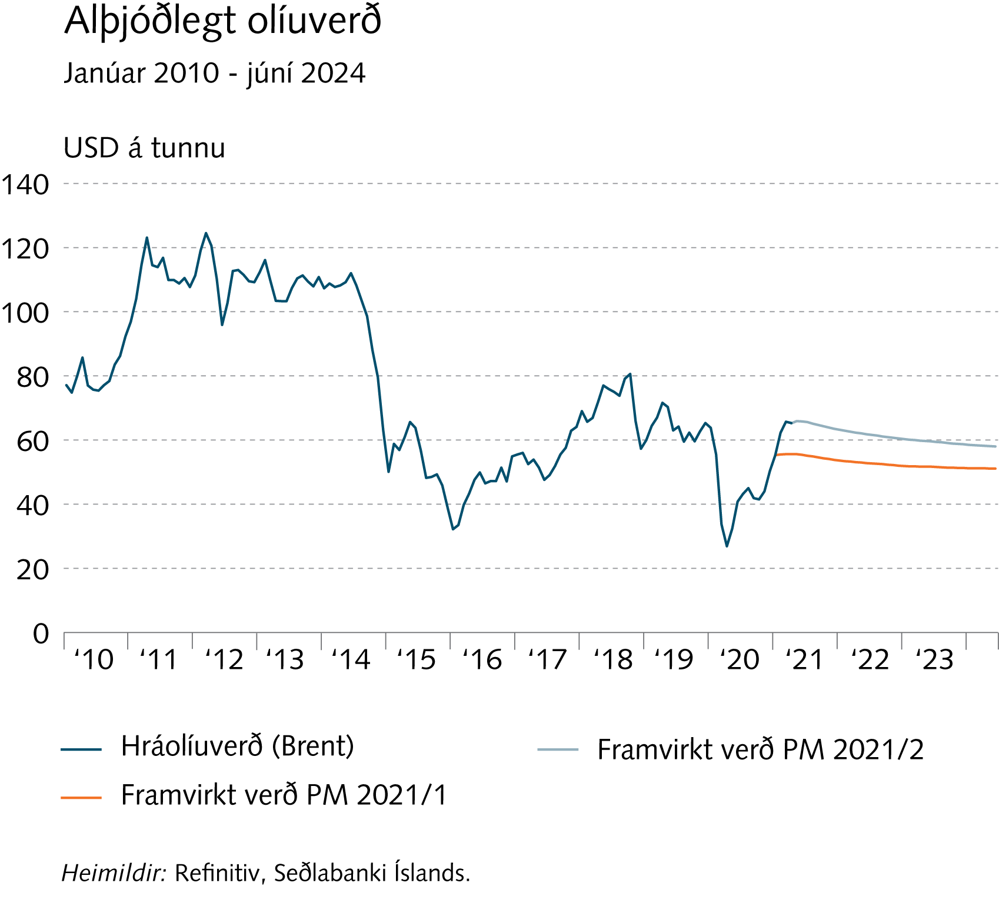 Alþjóðlegt olíuverð
Janúar 2010 - júní 2024
USD á tunnu
140
120
100
80
60
40
20
0
‘10 ‘11 ‘12 ‘13 ‘14 ‘15 ‘16 ‘17 ‘18 ‘19 ‘20 ‘21 ‘22 ‘23
Hráolíuverð (Brent)
Framvirkt verð PM 2021/2
Framvirkt verð PM 2021/1
Heimildir: Refinitiv, Seðlabanki Íslands.